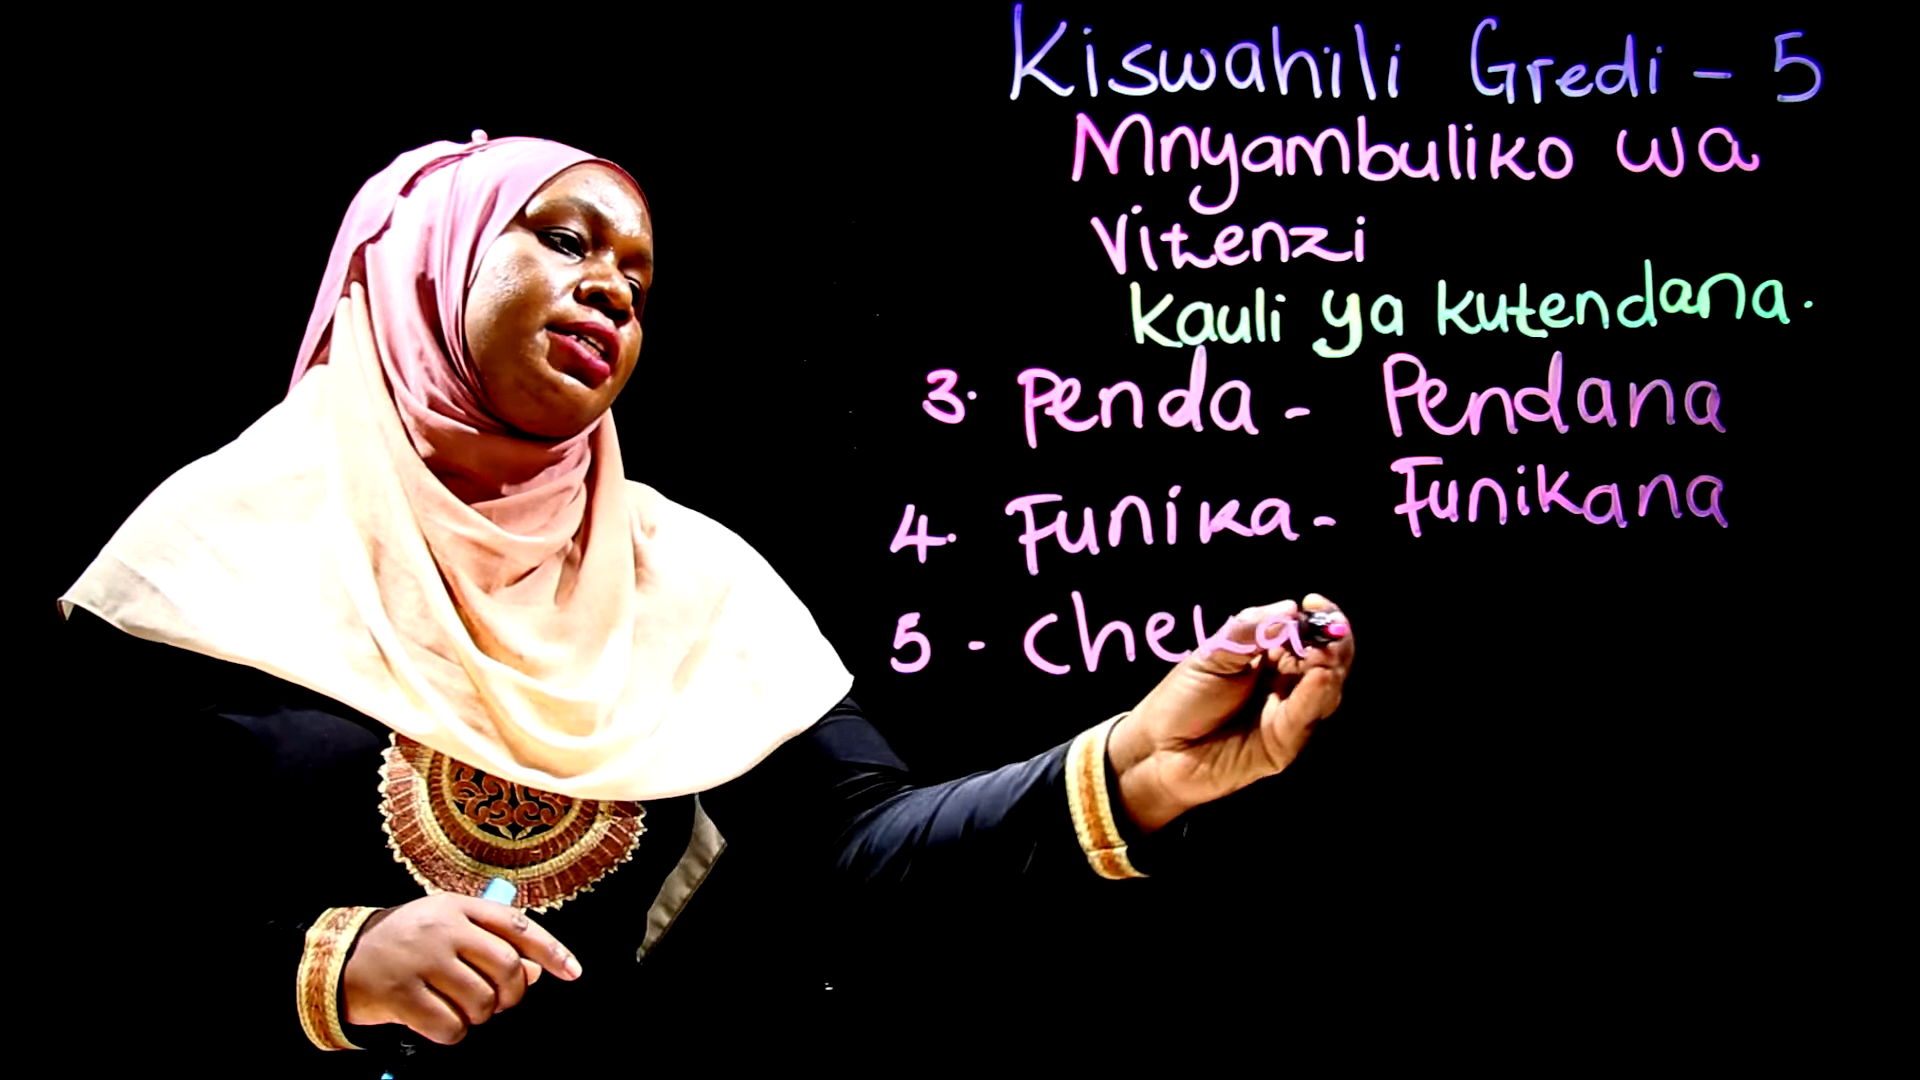 Kiswahili Gredi - 5
Mnyambuliko wa
Vitenzi
Kauli ya kutendana.
3. Penda - Pendana
4. Funika - Funikana
5 - Cheka